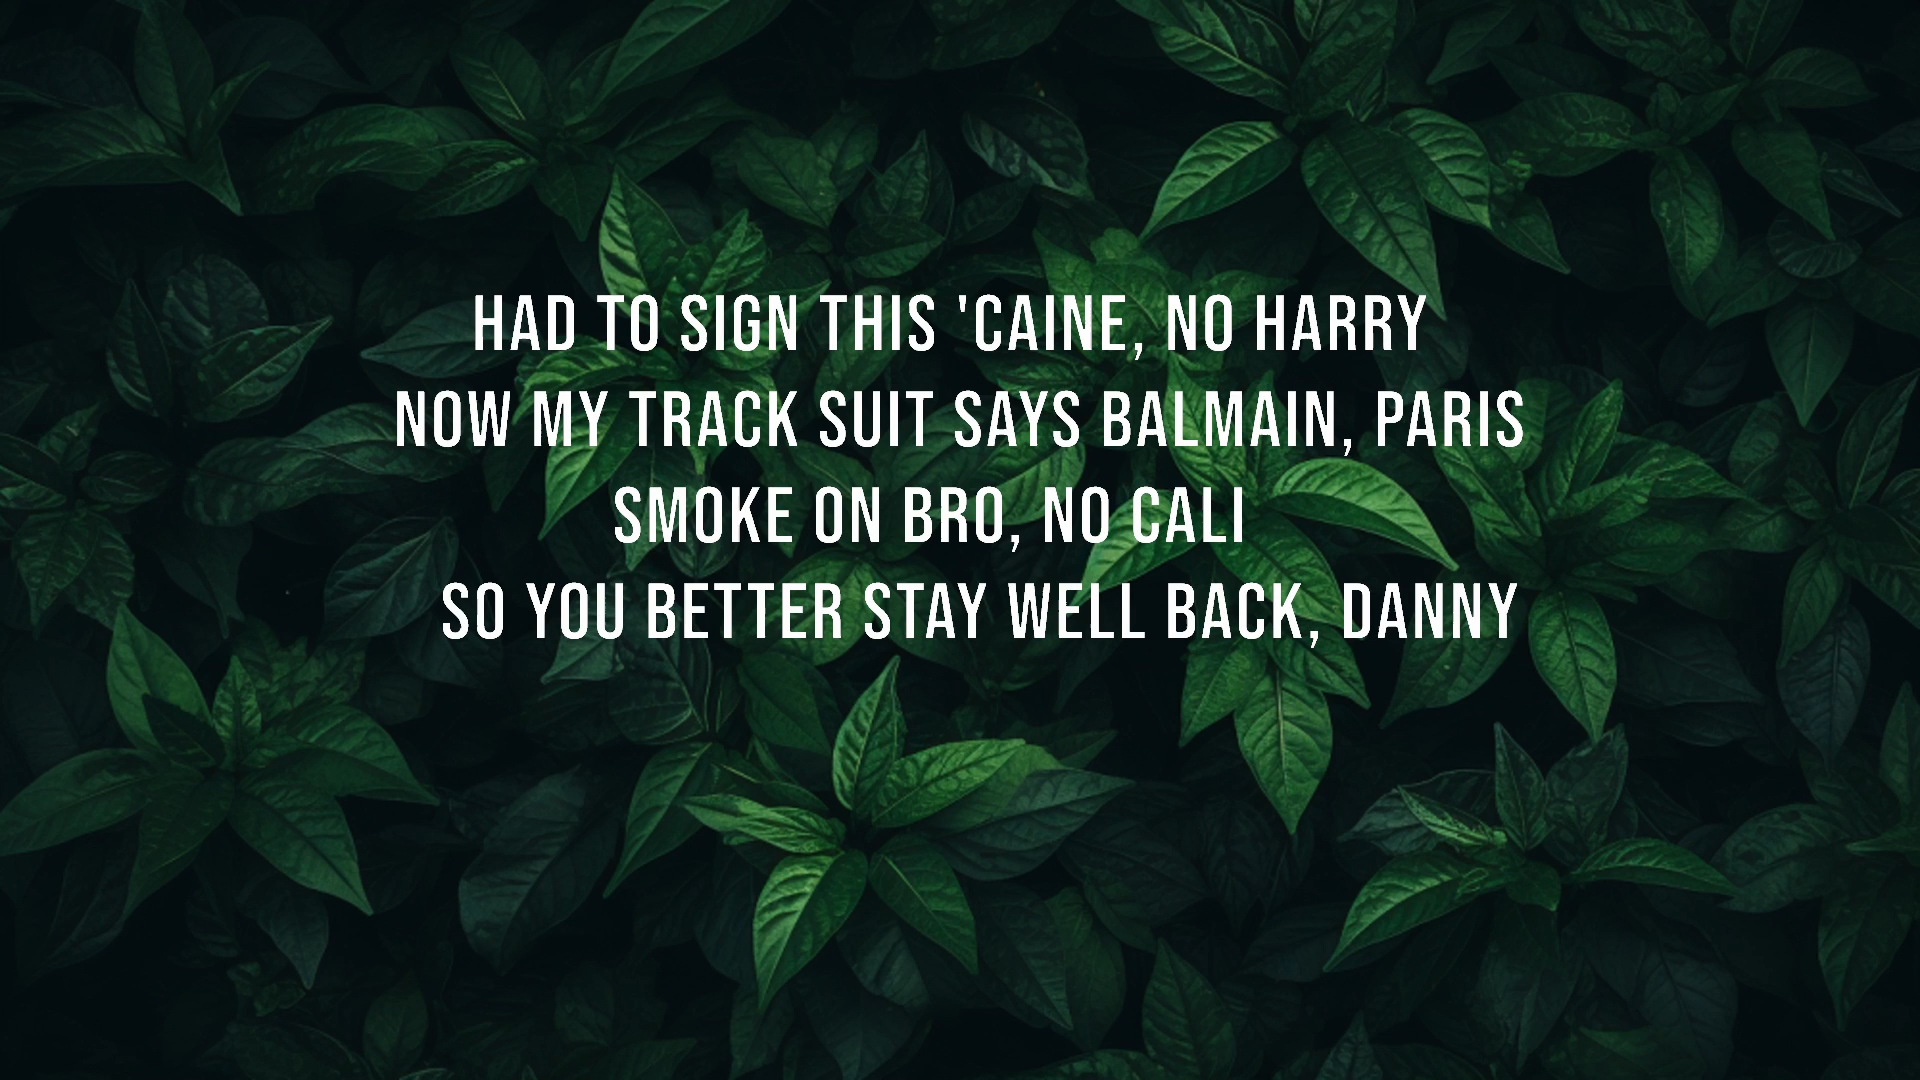 HAD TO SIGN THIS 'CAINE, NO HARRY
NOW MY TRACK SUIT SAYS BALMAIN, PARIS
SMOKE ON BRO, NO CALI
SO YOU BETTER STAY WELL BACK, DANNY